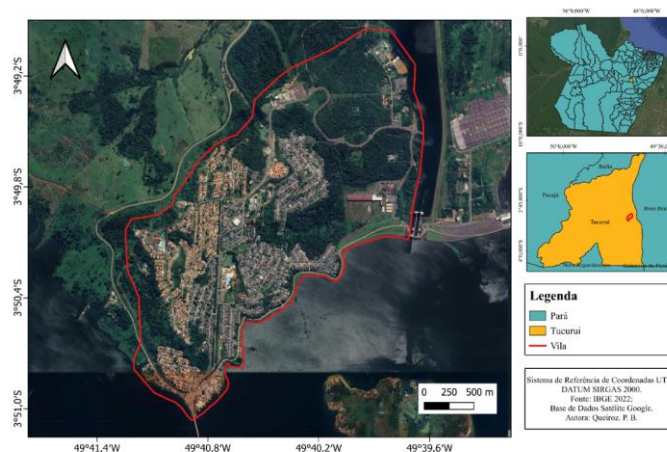 3°49,2'S
3°49,8'S
3°50,4'S
3°51,0'S
49°41,4'W
49°40,8'W
49°40,2'W
49°39,6'W
0
250
500 m
Tucuruí
Legenda
Pará
Tucuruí
Vila
Sistema de Referência de Coordenadas UT
DATUM SIRGAS 2000.
Fonte: IBGE 2022;
Base de Dados Satélite Google.
Autora: Queiroz. P. B.